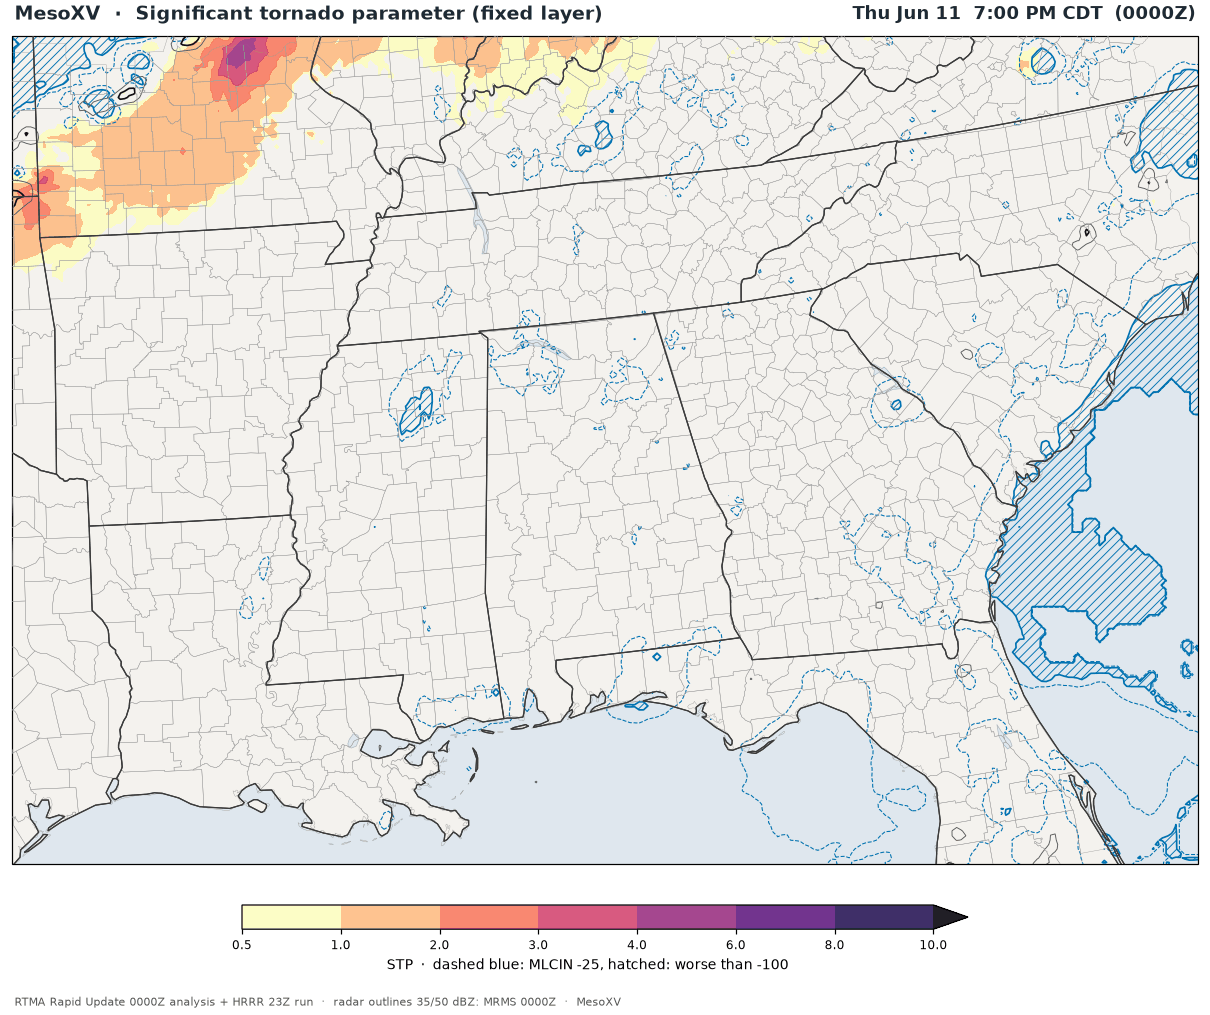 MesoXV · Significant tornado parameter (fixed layer)
Thu Jun 11 7:00 PM CDT (0000Z)
0.5 1.0 2.0 3.0 4.0 6.0 8.0 10.0
STP · dashed blue: MLCIN -25, hatched: worse than -100
RTMA Rapid Update 0000Z analysis + HRRR 23Z run · radar outlines 35/50 dBZ: MRMS 0000Z · MesoXV